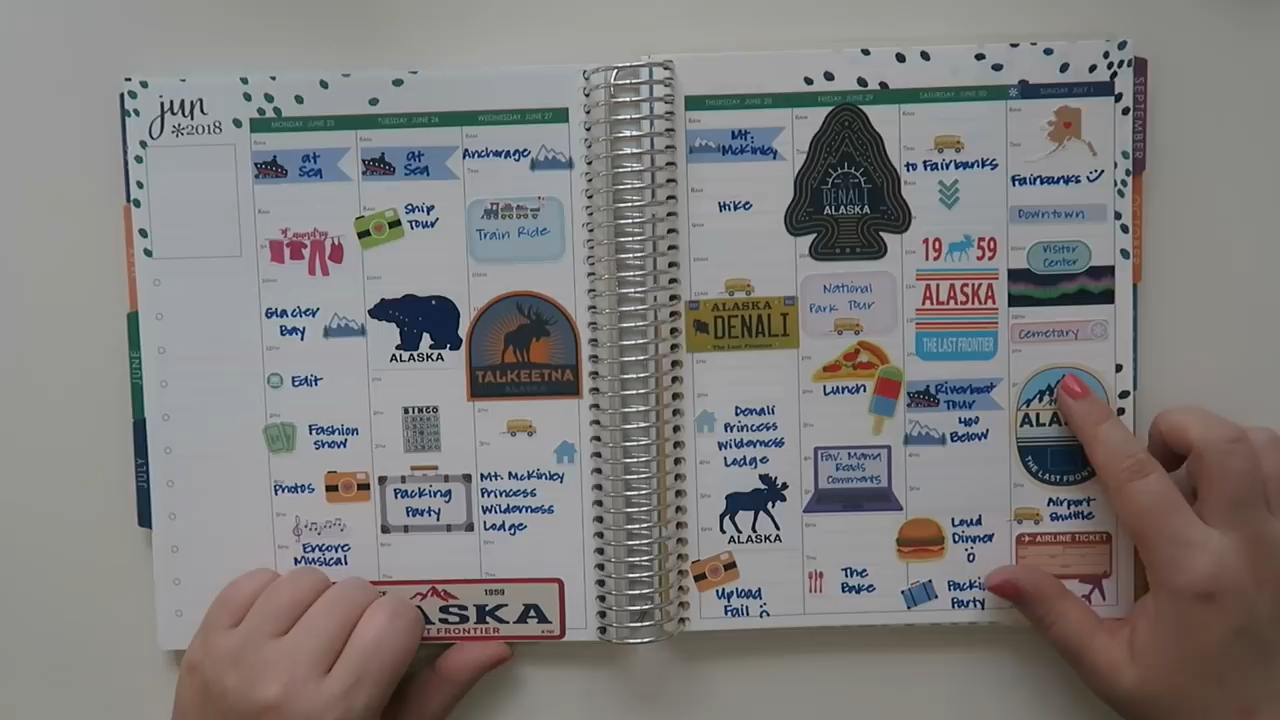 jun
*2018
MONDAY JUNE 25
at
Sea
Laundry
Glacier
Bay
Edit
Fashion
show
Photos
Encore
Musical
TUESDAY JUNE 26
at
Sea
Ship
Tour
ALASKA
BINGO
Packing
Party
WEDNESDAY JUNE 27
Anchorage
Train Ride
TALKEETNA
ALASKA
Mt. McKinley
Princess
Wilderness
Lodge
1959
ASKA
FRONTIER
THURSDAY JUNE 28
Mt.
McKinley
Hike
ALASKA
DENALI
The Last Frontier
Denali
Princess
Wilderness
Lodge
ALASKA
Upload
Fail
FRIDAY JUNE 29
DENALI
ALASKA
National
Park Tour
Lunch
Fav. Mama
Reads
Comments
The
Bake
SATURDAY JUNE 30
to Fairbanks
19 59
ALASKA
THE LAST FRONTIER
Riverboat
Tour
400
Below
Loud
Dinner
Party
SUNDAY JULY 1
Fairbanks
Downtown
Visitor
Center
Cemetary
ALA
THE LAST FRONT
Airport
Shuttle
AIRLINE TICKET
JUNE
JULY
SEPTEMBER
OCTOBER